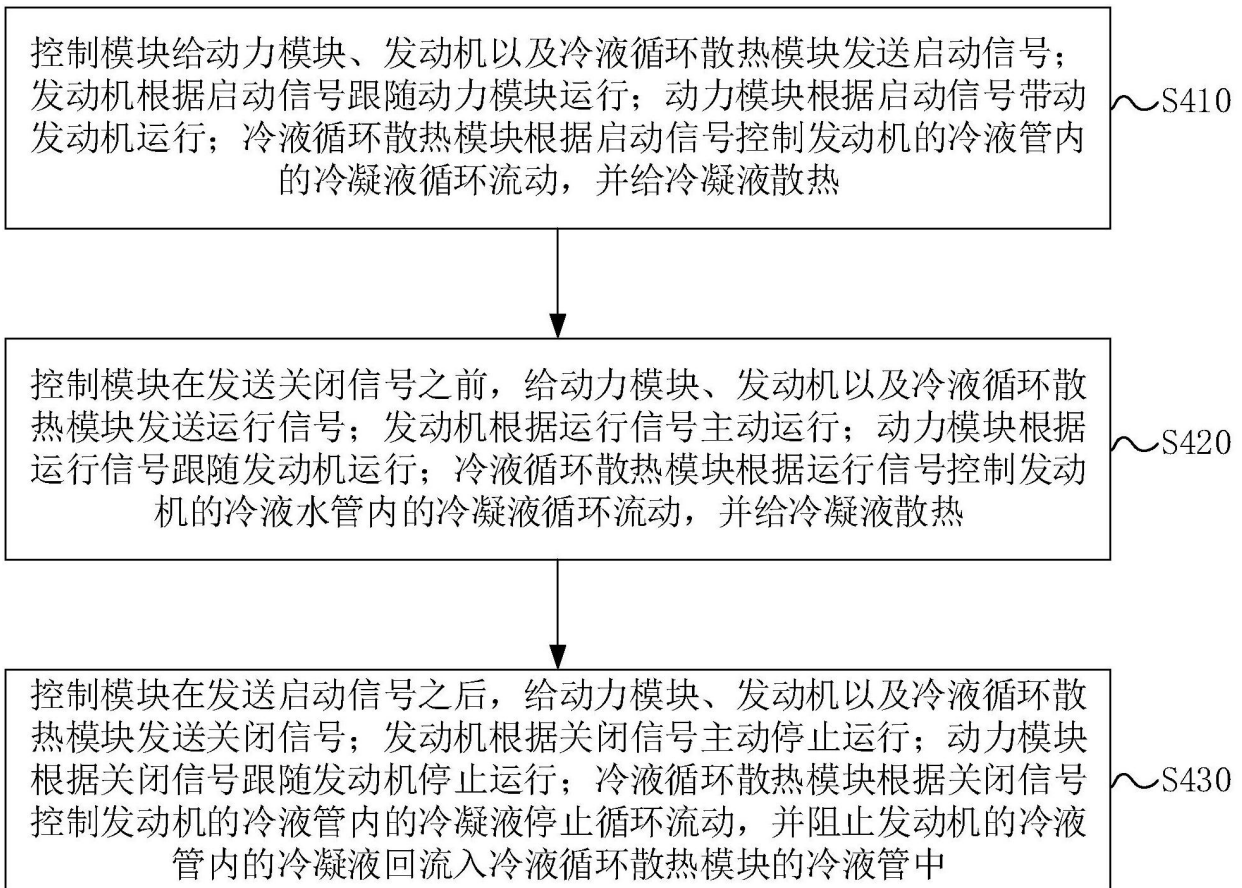 控制模块给动力模块、发动机以及冷液循环散热模块发送启动信号；
发动机根据启动信号跟随动力模块运行；动力模块根据启动信号带动
发动机运行；冷液循环散热模块根据启动信号控制发动机的冷液管内
的冷凝液循环流动，并给冷凝液散热
S410
控制模块在发送关闭信号之前，给动力模块、发动机以及冷液循环散
热模块发送运行信号；发动机根据运行信号主动运行；动力模块根据
运行信号跟随发动机运行；冷液循环散热模块根据运行信号控制发动
机的冷液水管内的冷凝液循环流动，并给冷凝液散热
S420
控制模块在发送启动信号之后，给动力模块、发动机以及冷液循环散
热模块发送关闭信号；发动机根据关闭信号主动停止运行；动力模块
根据关闭信号跟随发动机停止运行；冷液循环散热模块根据关闭信号
控制发动机的冷液管内的冷凝液停止循环流动，并阻止发动机的冷液
管内的冷凝液回流入冷液循环散热模块的冷液管中
S430